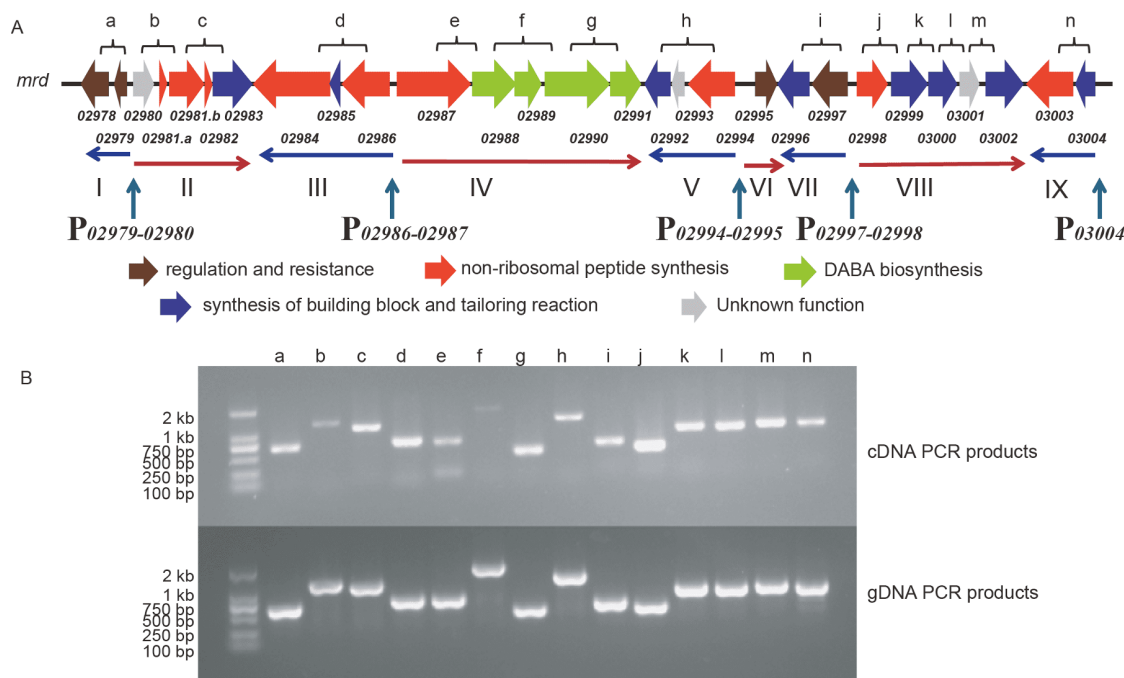 A
a b c d e f g h i j k l m n
mrd
02978 02980 02981.b 02983 02985 02987 02989 02991 02993 02995 02997 02999 03001 03003
02979 02981.a 02982 02984 02986 02988 02990 02992 02994 02996 02998 03000 03002 03004
I II III IV V VI VII VIII IX
P02979-02980 P02986-02987 P02994-02995 P02997-02998 P03004
regulation and resistance non-ribosomal peptide synthesis DABA biosynthesis
synthesis of building block and tailoring reaction Unknown function
B
a b c d e f g h i j k l m n
2 kb
1 kb
750 bp
500 bp
250 bp
100 bp
cDNA PCR products
2 kb
1 kb
750 bp
500 bp
250 bp
100 bp
gDNA PCR products